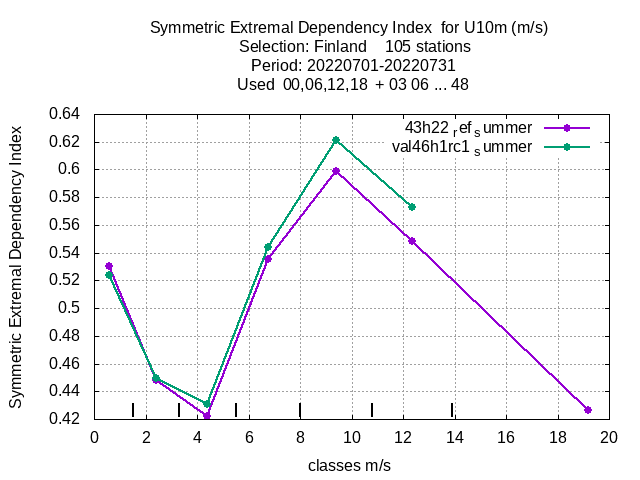 Symmetric Extremal Dependency Index  for U10m (m/s)
Selection: Finland    105 stations
Period: 20220701-20220731
Used  00,06,12,18  + 03 06 ... 48
43h22 ref summer
val46h1rc1 summer
Symmetric Extremal Dependency Index
0.64
0.62
0.6
0.58
0.56
0.54
0.52
0.5
0.48
0.46
0.44
0.42
0 2 4 6 8 10 12 14 16 18 20
classes m/s